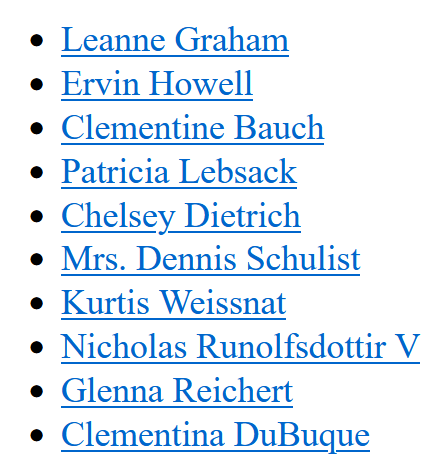 Leanne Graham
Ervin Howell
Clementine Bauch
Patricia Lebsack
Chelsey Dietrich
Mrs. Dennis Schulist
Kurtis Weissnat
Nicholas Runolfsdottir V
Glenna Reichert
Clementina DuBuque